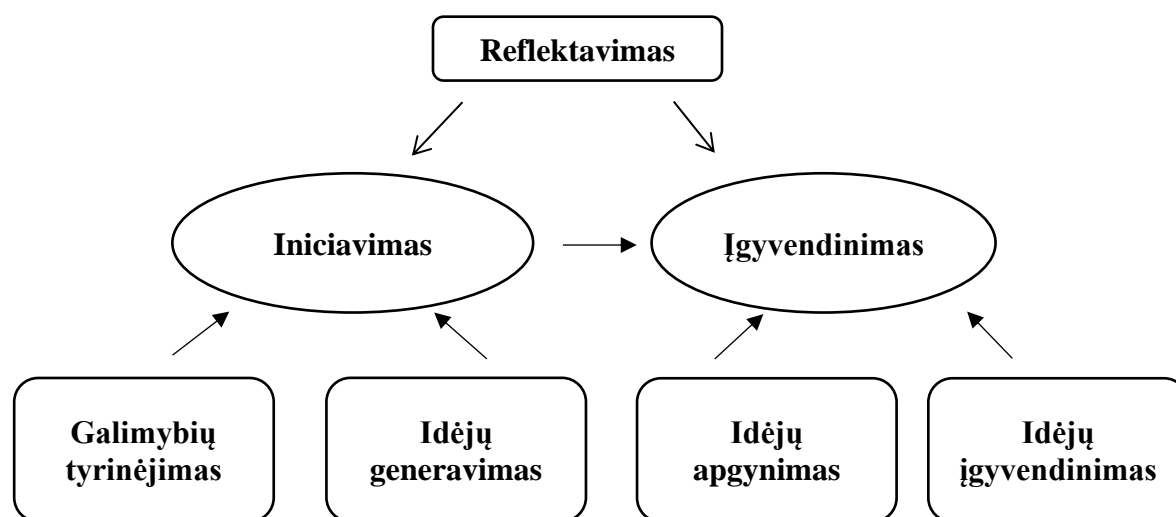 Reflektavimas
Iniciavimas
Įgyvendinimas
Galimybių
tyrinėjimas
Idėjų
generavimas
Idėjų
apgynimas
Idėjų
įgyvendinimas